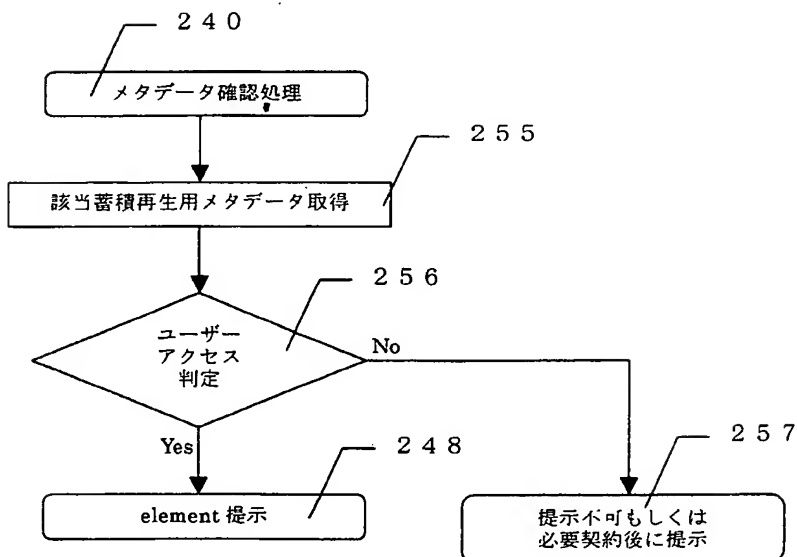 240
メタデータ確認処理
255
該当蓄積再生用メタデータ取得
256
ユーザー
アクセス
判定
No
Yes
248
element 提示
257
提示不可もしくは
必要契約後に提示